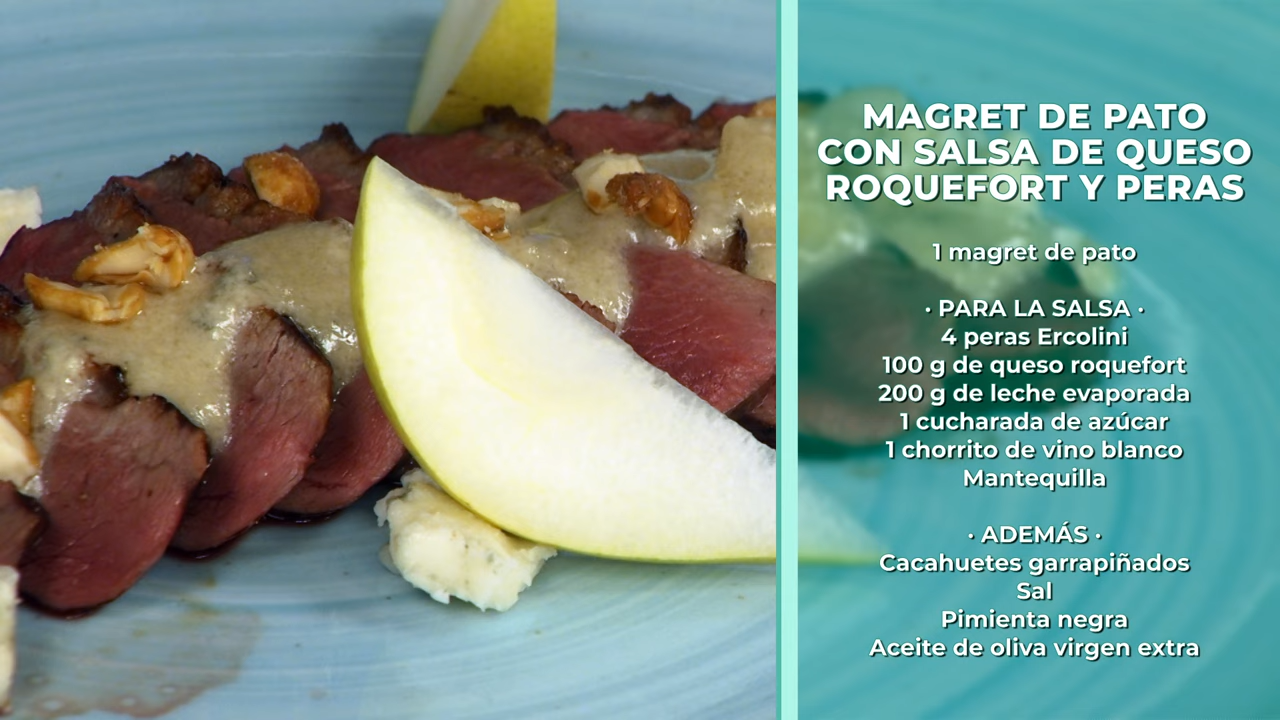 MAGRET DE PATO
CON SALSA DE QUESO
ROQUEFORT Y PERAS
1 magret de pato
· PARA LA SALSA ·
4 peras Ercolini
100 g de queso roquefort
200 g de leche evaporada
1 cucharada de azúcar
1 chorrito de vino blanco
Mantequilla
· ADEMÁS ·
Cacahuetes garrapiñados
Sal
Pimienta negra
Aceite de oliva virgen extra